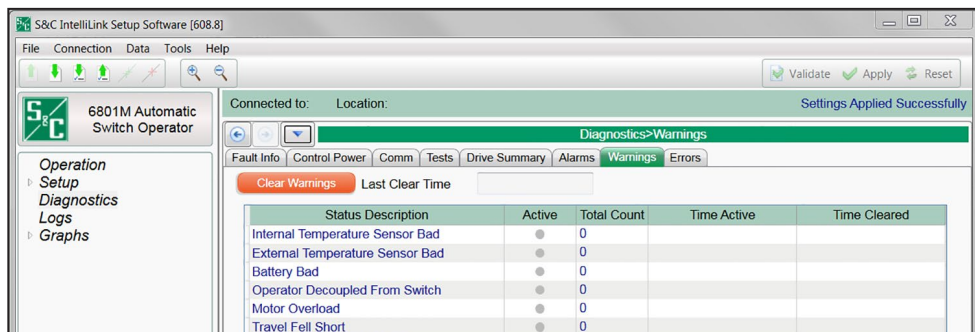 S&C IntelliLink Setup Software [608.8]
File Connection Data Tools Help
Validate Apply Reset
S&C
6801M Automatic
Switch Operator
Connected to: Location: Settings Applied Successfully
Diagnostics>Warnings
Fault Info Control Power Comm Tests Drive Summary Alarms Warnings Errors
Operation
Setup
Diagnostics
Logs
Graphs
Clear Warnings Last Clear Time
Status Description Active Total Count Time Active Time Cleared
Internal Temperature Sensor Bad 0
External Temperature Sensor Bad 0
Battery Bad 0
Operator Decoupled From Switch 0
Motor Overload 0
Travel Fell Short 0